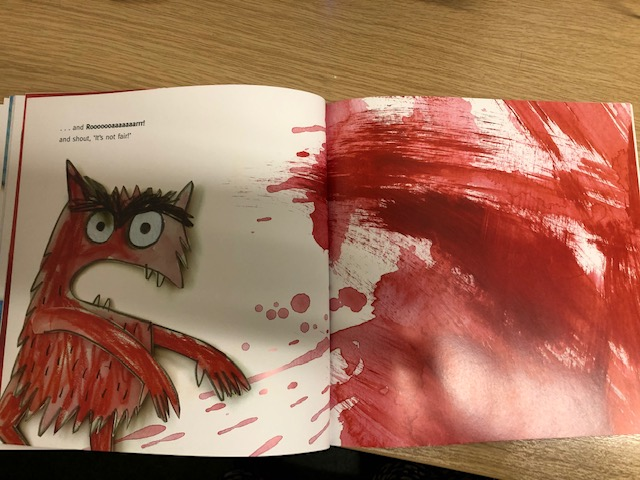 . . . and Roooooaaaaaaarrr!
and shout, ‘It’s not fair!’